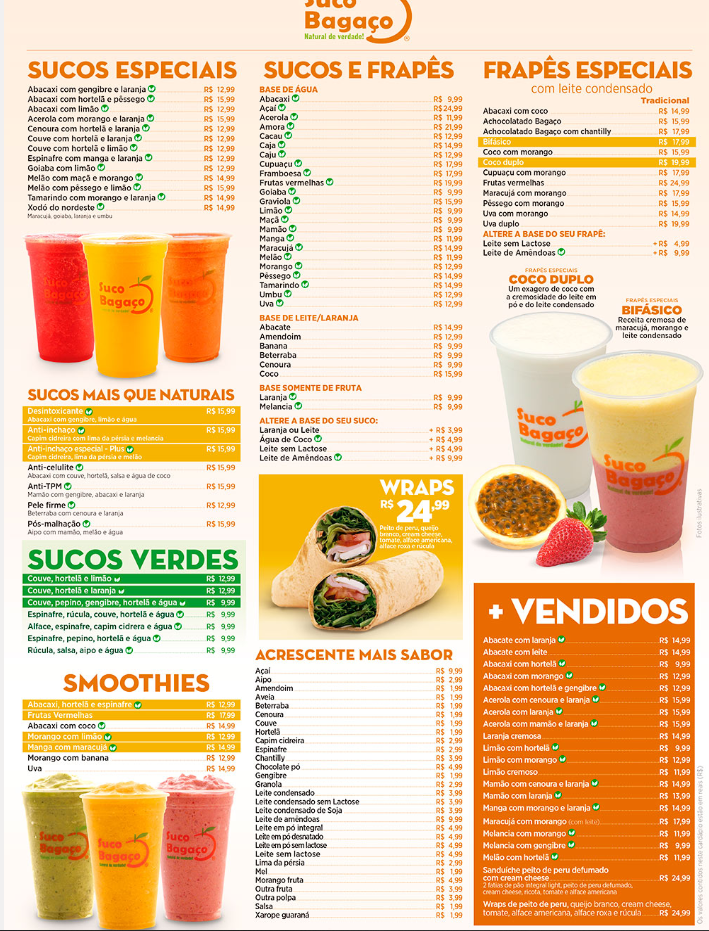 Suco
Bagaço
Natural de verdade!
SUCOS ESPECIAIS
Abacaxi com gengibre e laranja R$ 12,99
Abacaxi com hortelã e pêssego R$ 15,99
Abacaxi com limão R$ 12,99
Acerola com morango e laranja R$ 15,99
Cenoura com hortelã e laranja R$ 12,99
Couve com hortelã e laranja R$ 12,99
Couve com hortelã e limão R$ 12,99
Espinafre com manga e laranja R$ 12,99
Goiaba com limão R$ 12,99
Melão com maçã e morango R$ 14,99
Melão com pêssego e limão R$ 15,99
Tamarindo com morango e laranja R$ 14,99
Xodó do nordeste R$ 14,99
Maracujá, goiaba, laranja e umbu
Suco
Bagaço
SUCOS MAIS QUE NATURAIS
Desintoxicante R$ 15,99
Abacaxi com gengibre, limão e água
Anti-inchaço R$ 15,99
Capim cidreira com lima da pérsia e melancia
Anti-inchaço especial - Plus R$ 15,99
Capim cidreira, lima da pérsia e melão
Anti-celulite R$ 15,99
Abacaxi com couve, hortelã, salsa e água de coco
Anti-TPM R$ 15,99
Mamão com gengibre, abacaxi e laranja
Pele firme R$ 12,99
Beterraba com cenoura e laranja
Pós-malhação R$ 15,99
Aipo com mamão, melão e água
SUCOS VERDES
Couve, hortelã e limão R$ 12,99
Couve, hortelã e laranja R$ 12,99
Couve, pepino, gengibre, hortelã e água R$ 9,99
Espinafre, rúcula, couve, hortelã e água R$ 9,99
Alface, espinafre, capim cidrera e água R$ 9,99
Espinafre, pepino, hortelã e água R$ 9,99
Rúcula, salsa, aipo e água R$ 9,99
SMOOTHIES
Abacaxi, hortelã e espinafre R$ 12,99
Frutas Vermelhas R$ 17,99
Abacaxi com coco R$ 14,99
Morango com limão R$ 12,99
Manga com maracujá R$ 14,99
Morango com banana R$ 12,99
Uva R$ 14,99
Suco
Bagaço
SUCOS E FRAPÊS
BASE DE ÁGUA
Abacaxi R$ 9,99
Açaí R$ 24,99
Acerola R$ 11,99
Amora R$ 21,99
Cacau R$ 12,99
Caja R$ 14,99
Caju R$ 12,99
Cupuaçu R$ 12,99
Framboesa R$ 17,99
Frutas vermelhas R$ 19,99
Goiaba R$ 9,99
Graviola R$ 15,99
Limão R$ 9,99
Maçã R$ 9,99
Mamão R$ 9,99
Manga R$ 11,99
Maracujá R$ 14,99
Melão R$ 11,99
Morango R$ 12,99
Pêssego R$ 14,99
Tamarindo R$ 14,99
Umbu R$ 12,99
Uva R$ 12,99
BASE DE LEITE/LARANJA
Abacate R$ 14,99
Amendoim R$ 12,99
Banana R$ 9,99
Beterraba R$ 9,99
Cenoura R$ 9,99
Coco R$ 15,99
BASE SOMENTE DE FRUTA
Laranja R$ 9,99
Melancia R$ 9,99
ALTERE A BASE DO SEU SUCO:
Laranja ou Leite + R$ 3,99
Água de Coco + R$ 4,99
Leite sem Lactose + R$ 4,99
Leite de Amêndoas + R$ 9,99
WRAPS
R$ 24,99
Peito de peru, queijo
branco, cream cheese,
tomate, alface americana,
alface roxa e rúcula
ACRESCENTE MAIS SABOR
Açaí R$ 9,99
Aipo R$ 2,99
Amendoim R$ 1,99
Aveia R$ 1,99
Beterraba R$ 1,99
Cenoura R$ 1,99
Couve R$ 1,99
Hortelã R$ 1,99
Capim cidreira R$ 2,99
Espinafre R$ 2,99
Chantilly R$ 3,99
Chocolate pó R$ 4,99
Gengibre R$ 1,99
Granola R$ 2,99
Leite condensado R$ 3,99
Leite condensado sem Lactose R$ 3,99
Leite condensado de Soja R$ 3,99
Leite de amêndoas R$ 9,99
Leite em pó integral R$ 4,99
Leite em pó desnatado R$ 4,99
Leite em pó sem lactose R$ 4,99
Leite sem lactose R$ 4,99
Lima da pérsia R$ 2,99
Mel R$ 1,99
Morango fruta R$ 4,99
Outra fruta R$ 3,99
Outra polpa R$ 3,99
Salsa R$ 1,99
Xarope guaraná R$ 1,99
FRAPÊS ESPECIAIS
com leite condensado
Tradicional
Abacaxi com coco R$ 14,99
Achocolatado Bagaço R$ 15,99
Achocolatado Bagaço com chantilly R$ 17,99
Bifásico R$ 17,99
Coco com morango R$ 15,99
Coco duplo R$ 19,99
Cupuaçu com morango R$ 17,99
Frutas vermelhas R$ 24,99
Maracujá com morango R$ 17,99
Pêssego com morango R$ 15,99
Uva com morango R$ 14,99
Uva duplo R$ 19,99
ALTERE A BASE DO SEU FRAPÊ:
Leite sem Lactose + R$ 4,99
Leite de Amêndoas + R$ 9,99
FRAPÊS ESPECIAIS
COCO DUPLO
Um exagero de coco com
a cremosidade do leite em
pó e do leite condensado
FRAPÊS ESPECIAIS
BIFÁSICO
Receita cremosa de
maracujá, morango e
leite condensado
Suco
Bagaço
Suco
Bagaço
Fotos ilustrativas
+ VENDIDOS
Abacate com laranja R$ 14,99
Abacate com leite R$ 14,99
Abacaxi com hortelã R$ 9,99
Abacaxi com morango R$ 12,99
Abacaxi com hortelã e gengibre R$ 12,99
Acerola com cenoura e laranja R$ 15,99
Acerola com laranja R$ 15,99
Acerola com mamão e laranja R$ 15,99
Laranja cremosa R$ 14,99
Limão com hortelã R$ 9,99
Limão com morango R$ 12,99
Limão cremoso R$ 11,99
Mamão com cenoura e laranja R$ 14,99
Mamão com laranja R$ 13,99
Manga com morango e laranja R$ 14,99
Maracujá com morango (com leite) R$ 17,99
Melancia com morango R$ 11,99
Melancia com gengibre R$ 9,99
Melão com hortelã R$ 11,99
Sanduíche peito de peru defumado
com cream cheese R$ 24,99
2 fatias de pão integral light, peito de peru defumado,
cream cheese, ricota, tomate e alface americana
Wraps de peito de peru, queijo branco, cream cheese,
tomate, alface americana, alface roxa e rúcula R$ 24,99
Os valores contidos neste cardápio estão em reais (R$)